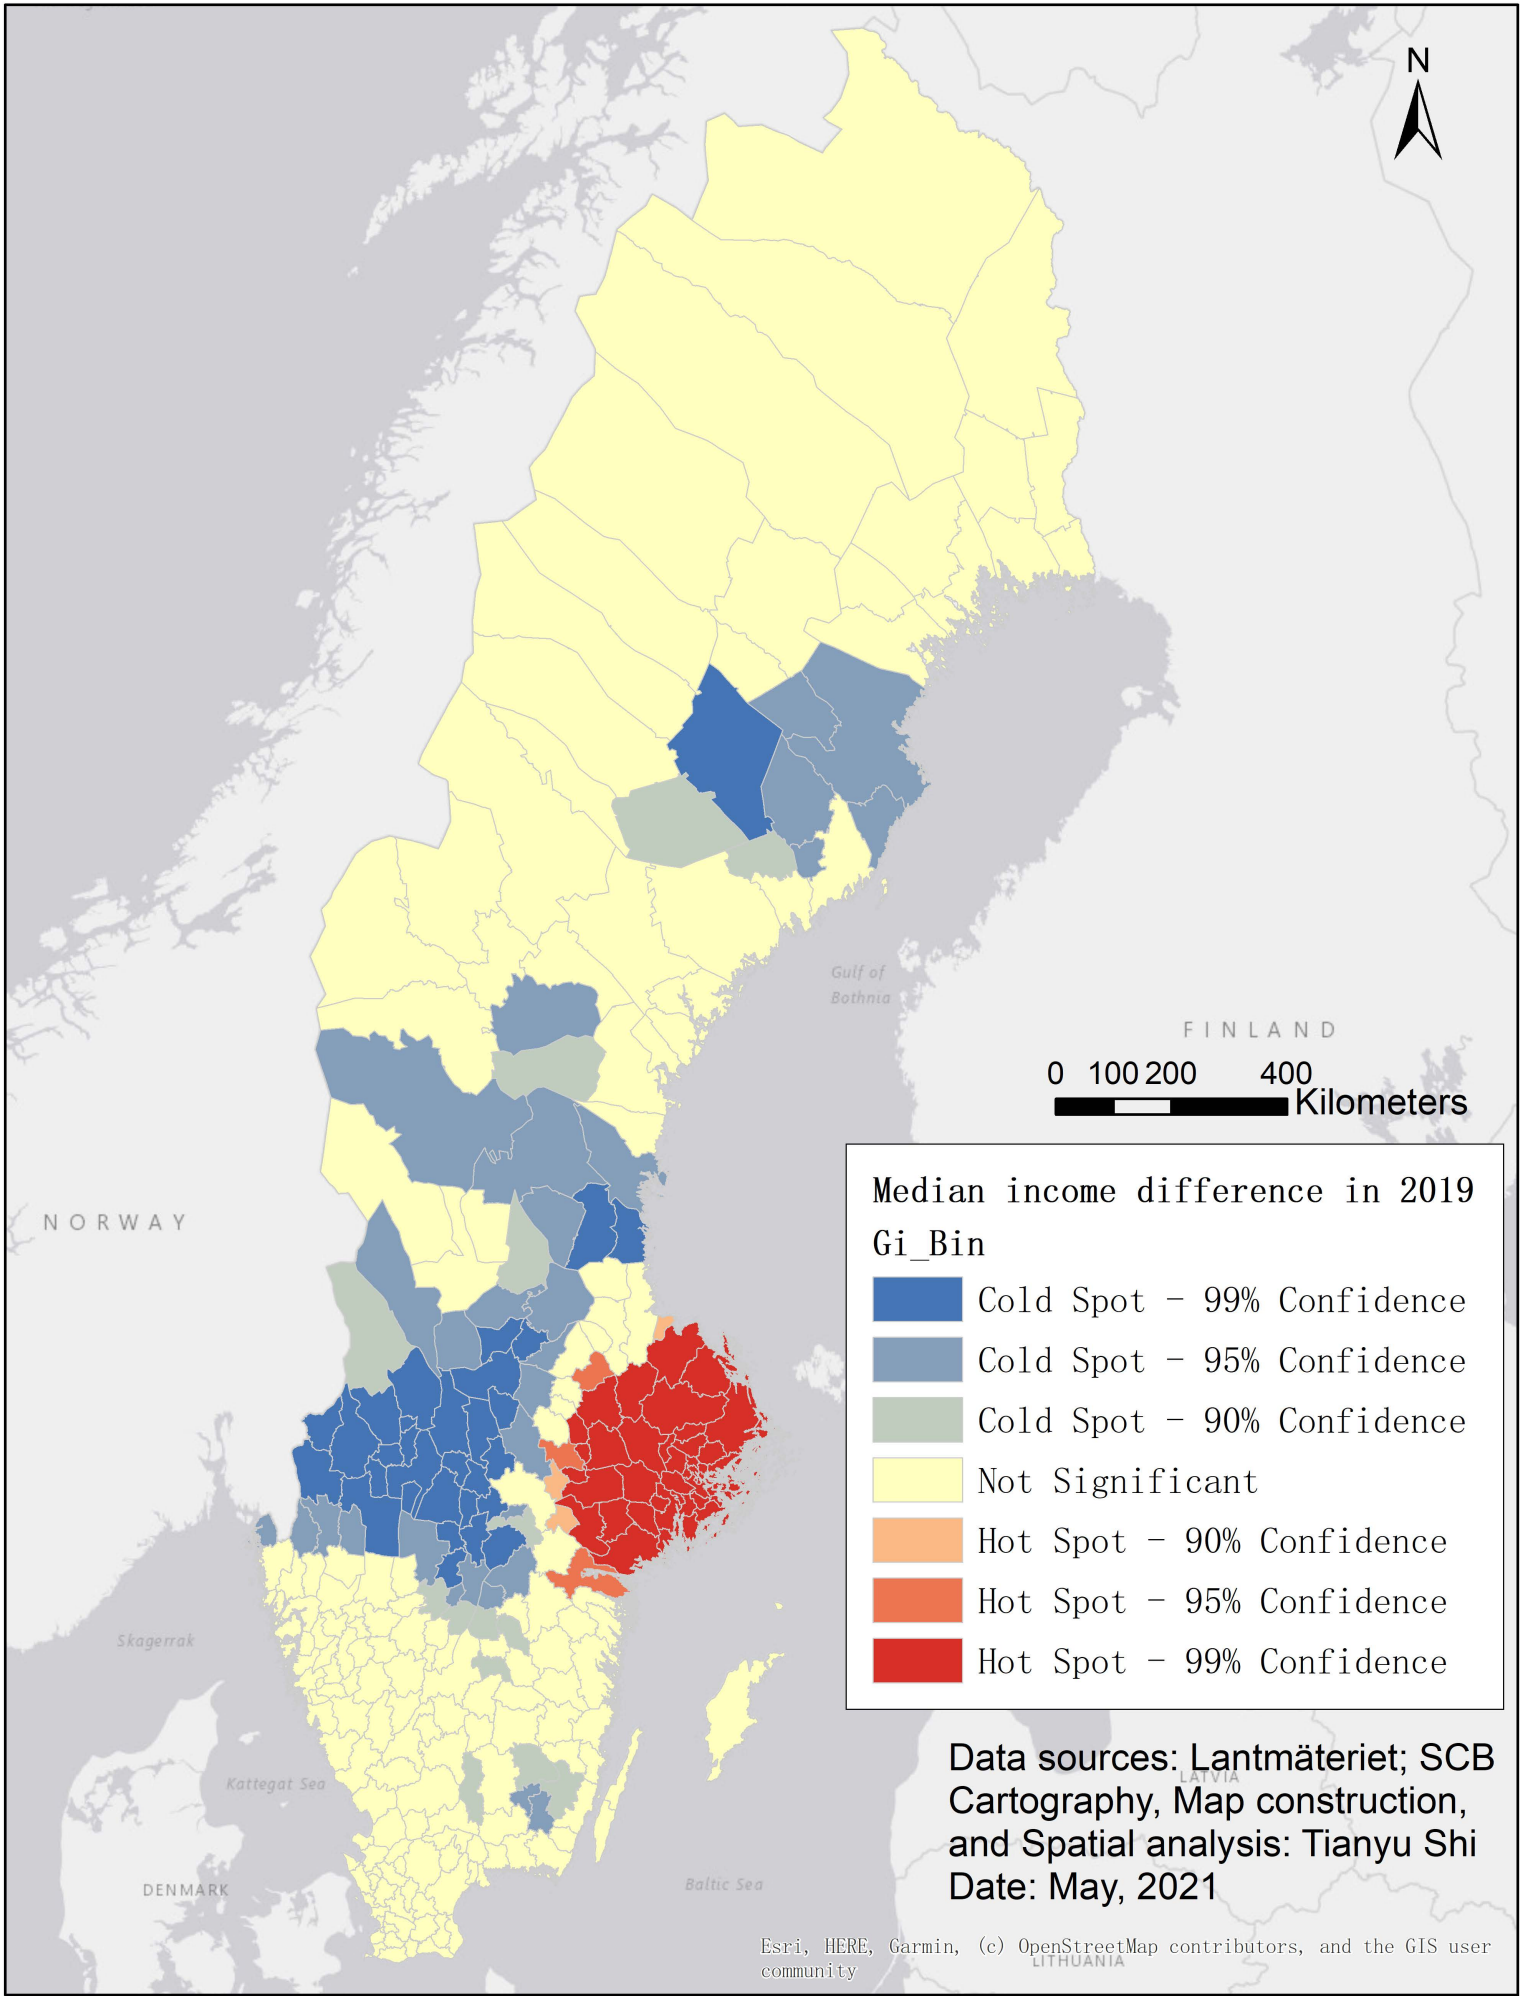 N
Gulf of
Bothnia
FINLAND
0 100 200 400
Kilometers
NORWAY
Median income difference in 2019
Gi_Bin
Cold Spot - 99% Confidence
Cold Spot - 95% Confidence
Cold Spot - 90% Confidence
Not Significant
Hot Spot - 90% Confidence
Hot Spot - 95% Confidence
Hot Spot - 99% Confidence
Skagerrak
Kattegat Sea
DENMARK
Baltic Sea
LATVIA
Data sources: Lantmäteriet; SCB
Cartography, Map construction,
and Spatial analysis: Tianyu Shi
Date: May, 2021
Esri, HERE, Garmin, (c) OpenStreetMap contributors, and the GIS user
community
LITHUANIA